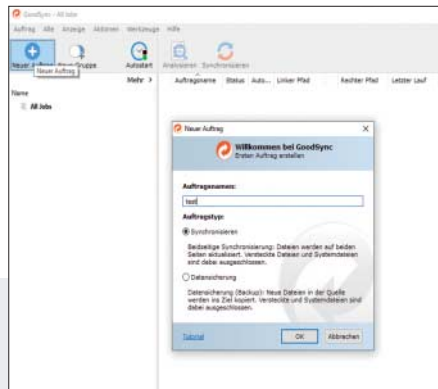 GoodSync - All Jobs
Auftrag Alle Anzeige Aktionen Werkzeuge Hilfe
Neuer Auftrag Neue Gruppe Autostart Analysieren Synchronisieren
Neuer Auftrag
Mehr > Auftragsname Status Auto... Linker Pfad Rechter Pfad Letzter Lauf
Name
All Jobs
Neuer Auftrag
Willkommen bei GoodSync
Ersten Auftrag erstellen
Auftragsnamen:
test
Auftragstyp:
Synchronisieren
Beidseitige Synchronisierung: Dateien werden auf beiden
Seiten aktualisiert. Versteckte Dateien und Systemdateien
sind dabei ausgeschlossen.
Datensicherung
Datensicherung (Backup): Neue Dateien in der Quelle
werden ins Ziel kopiert. Versteckte und Systemdateien sind
dabei ausgeschlossen.
Tutorial OK Abbrechen